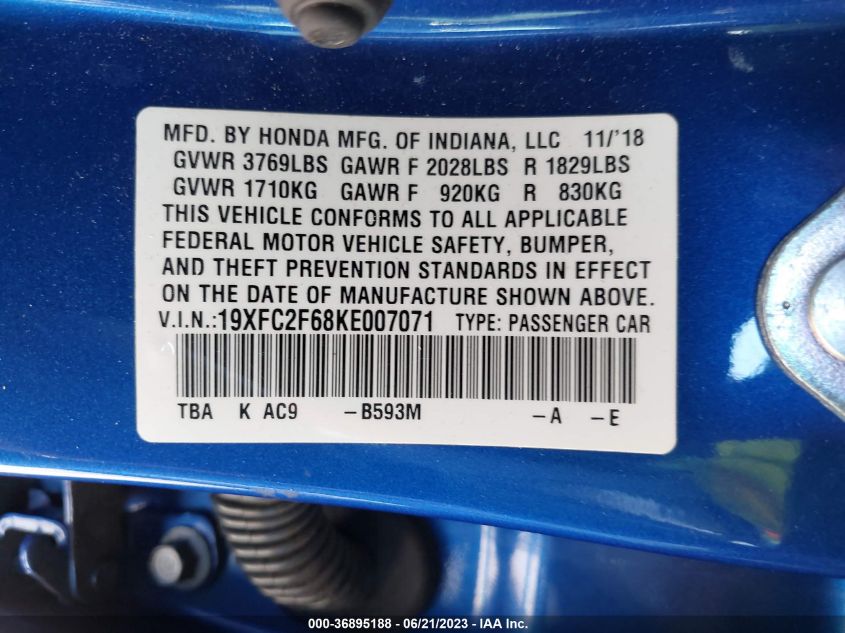 MFD. BY HONDA MFG. OF INDIANA, LLC 11/'18
GVWR 3769LBS GAWR F 2028LBS R 1829LBS
GVWR 1710KG GAWR F 920KG R 830KG
THIS VEHICLE CONFORMS TO ALL APPLICABLE
FEDERAL MOTOR VEHICLE SAFETY, BUMPER,
AND THEFT PREVENTION STANDARDS IN EFFECT
ON THE DATE OF MANUFACTURE SHOWN ABOVE.
V.I.N.:19XFC2F68KE007071 TYPE: PASSENGER CAR
TBA K AC9 -B593M -A -E
000-36895188 - 06/21/2023 - IAA Inc.